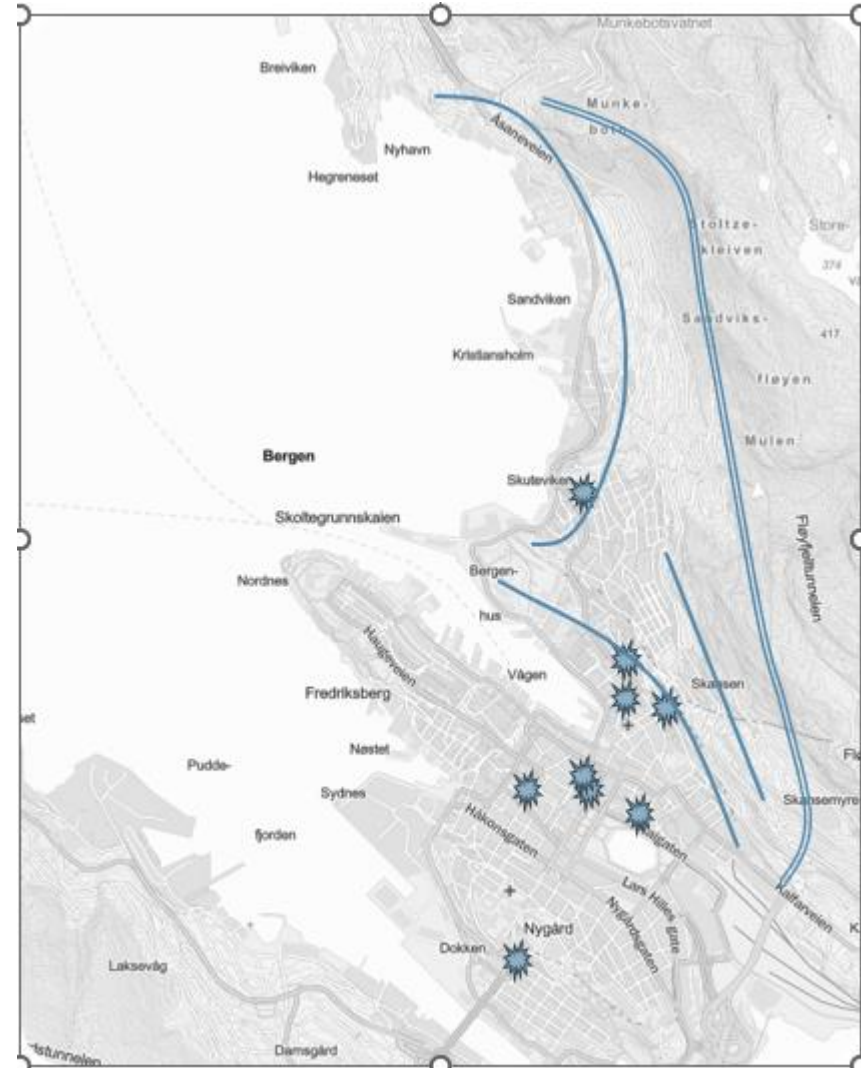 Munkebotsvatnet
Breiviken
Munke-
botn
Åsaneveien
Nyhavn
Hegreneset
Stoltze-
kleiven
Store-
374
Sandviken
Sandviks-
417
Kristiansholm
fløyen
Mulen
Bergen
Skuteviken
Skoltegrunnskaien
Fløyfjelltunnelen
Bergen-
Nordnes
hus
Haugeveien
Vågen
Skansen
Fredriksberg
Nøstet
Pudde-
Sydnes
Skansemyre
Håkonsgaten
fjorden
Lars Hilles gate
Kalfarveien
Nygårdsgaten
Nygård
Dokken
Laksevåg
Damsgård